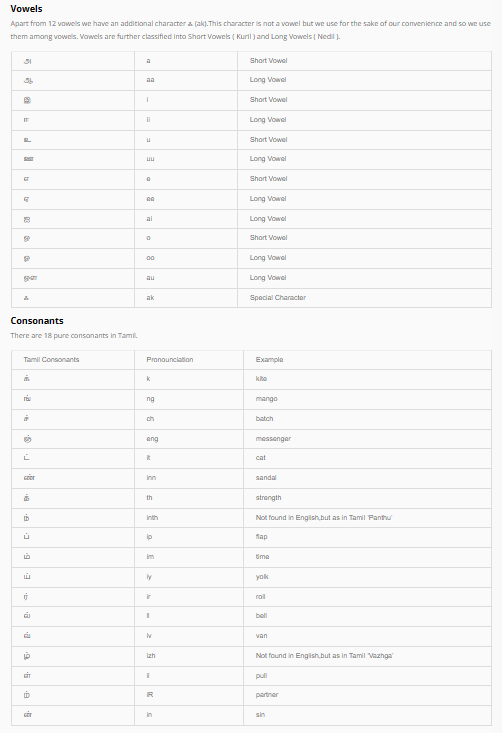 Vowels
Apart from 12 vowels we have an additional character ஃ (ak).This character is not a vowel but we use for the sake of our convenience and so we use
them among vowels. Vowels are further classified into Short Vowels ( Kuril ) and Long Vowels ( Nedil ).
அ a Short Vowel
ஆ aa Long Vowel
இ i Short Vowel
ஈ ii Long Vowel
உ u Short Vowel
ஊ uu Long Vowel
எ e Short Vowel
ஏ ee Long Vowel
ஐ ai Long Vowel
ஒ o Short Vowel
ஓ oo Long Vowel
ஔ au Long Vowel
ஃ ak Special Character
Consonants
There are 18 pure consonants in Tamil.
Tamil Consonants Pronounciation Example
க் k kite
ங் ng mango
ச் ch batch
ஞ் eng messenger
ட் it cat
ண் inn sandal
த் th strength
ந் inth Not found in English,but as in Tamil 'Panthu'
ப் ip flap
ம் im time
ய் iy yolk
ர் ir roll
ல் il bell
வ் iv van
ழ் izh Not found in English,but as in Tamil 'Vazhga'
ள் il pull
ற் IR partner
ன் in sin